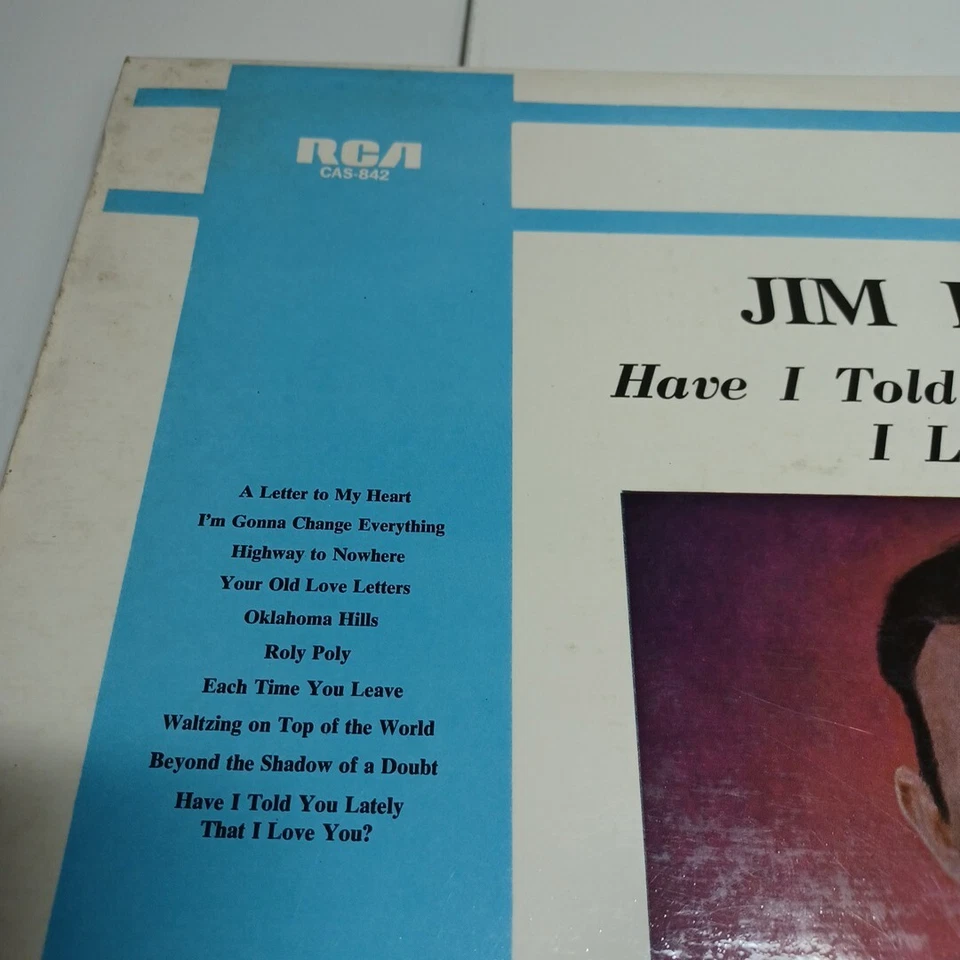 RCA
CAS-842
JIM
Have I Told
I L
A Letter to My Heart
I'm Gonna Change Everything
Highway to Nowhere
Your Old Love Letters
Oklahoma Hills
Roly Poly
Each Time You Leave
Waltzing on Top of the World
Beyond the Shadow of a Doubt
Have I Told You Lately
That I Love You?